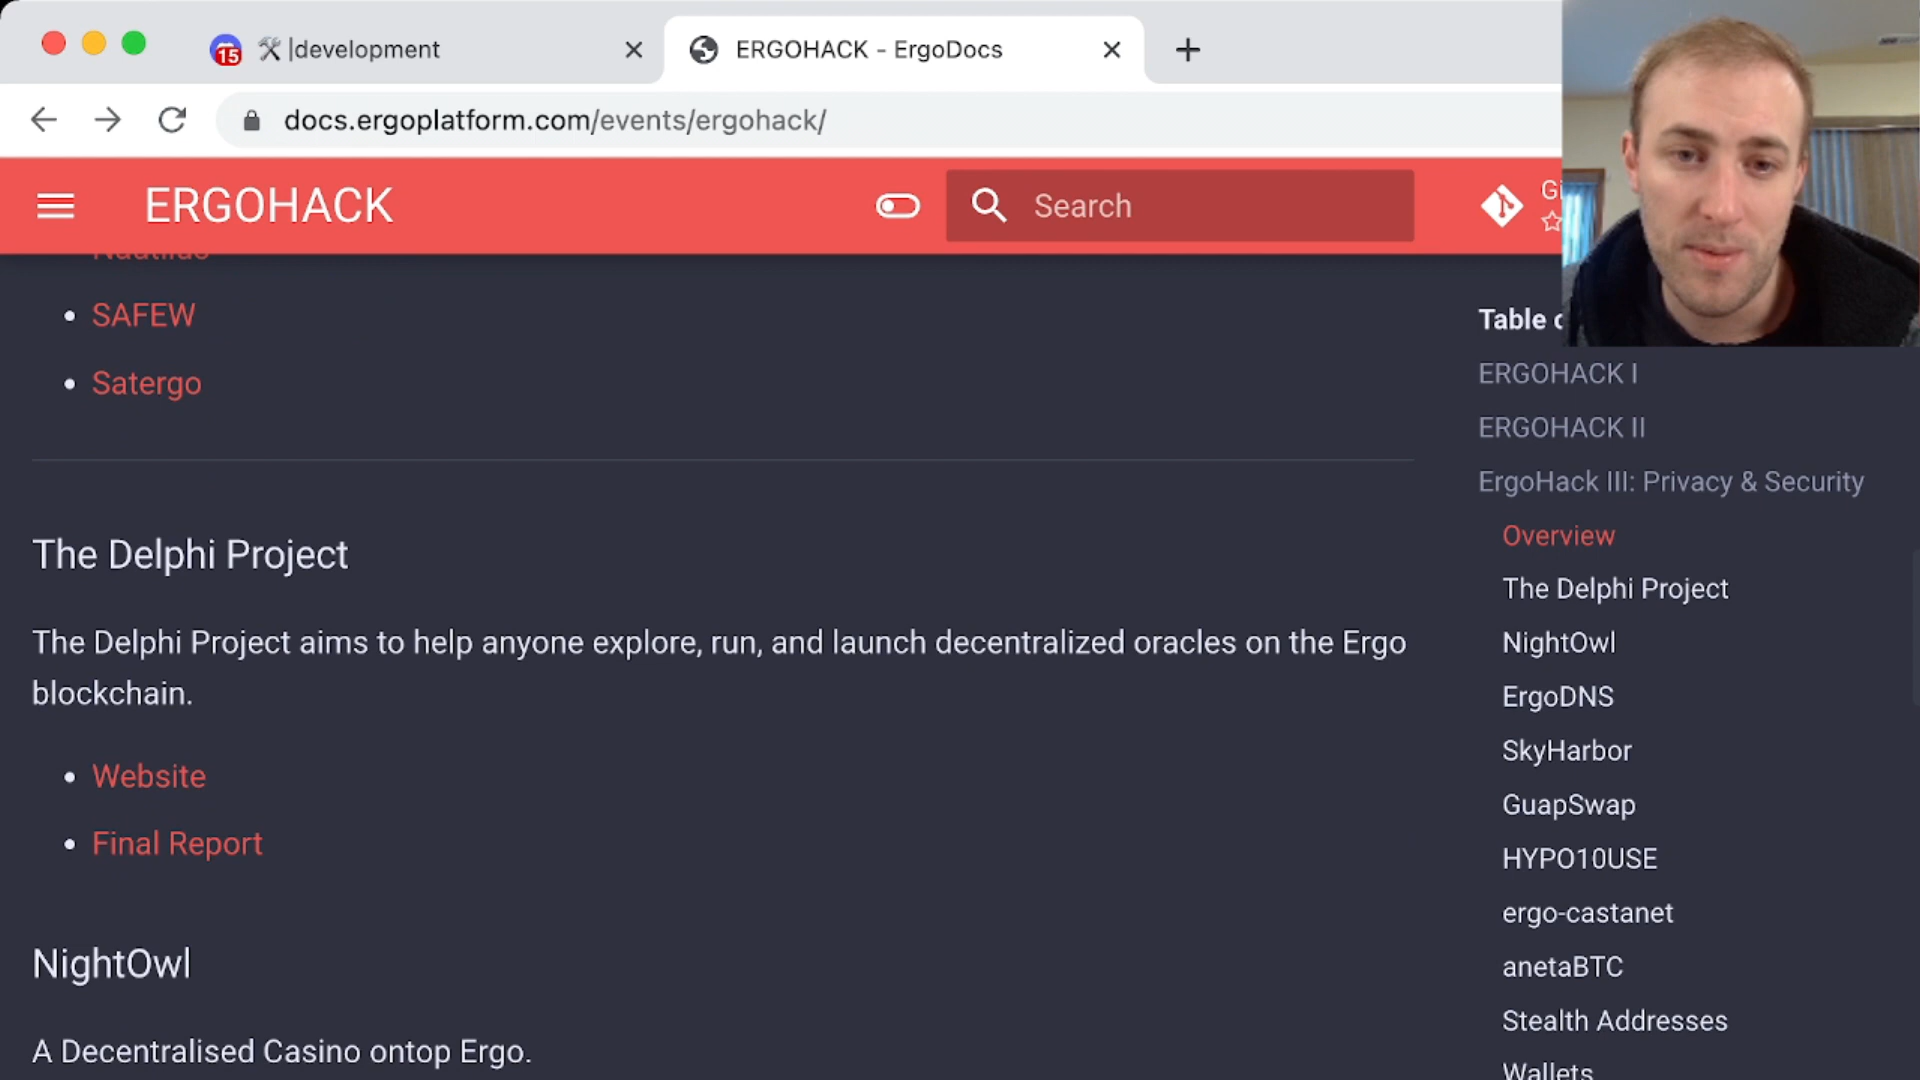 15 |development
ERGOHACK - ErgoDocs
docs.ergoplatform.com/events/ergohack/
ERGOHACK
Search
Nautilus
SAFEW
Satergo
The Delphi Project
The Delphi Project aims to help anyone explore, run, and launch decentralized oracles on the Ergo
blockchain.
Website
Final Report
NightOwl
A Decentralised Casino ontop Ergo.
Table
ERGOHACK I
ERGOHACK II
ErgoHack III: Privacy & Security
Overview
The Delphi Project
NightOwl
ErgoDNS
SkyHarbor
GuapSwap
HYPO10USE
ergo-castanet
anetaBTC
Stealth Addresses
Wallets